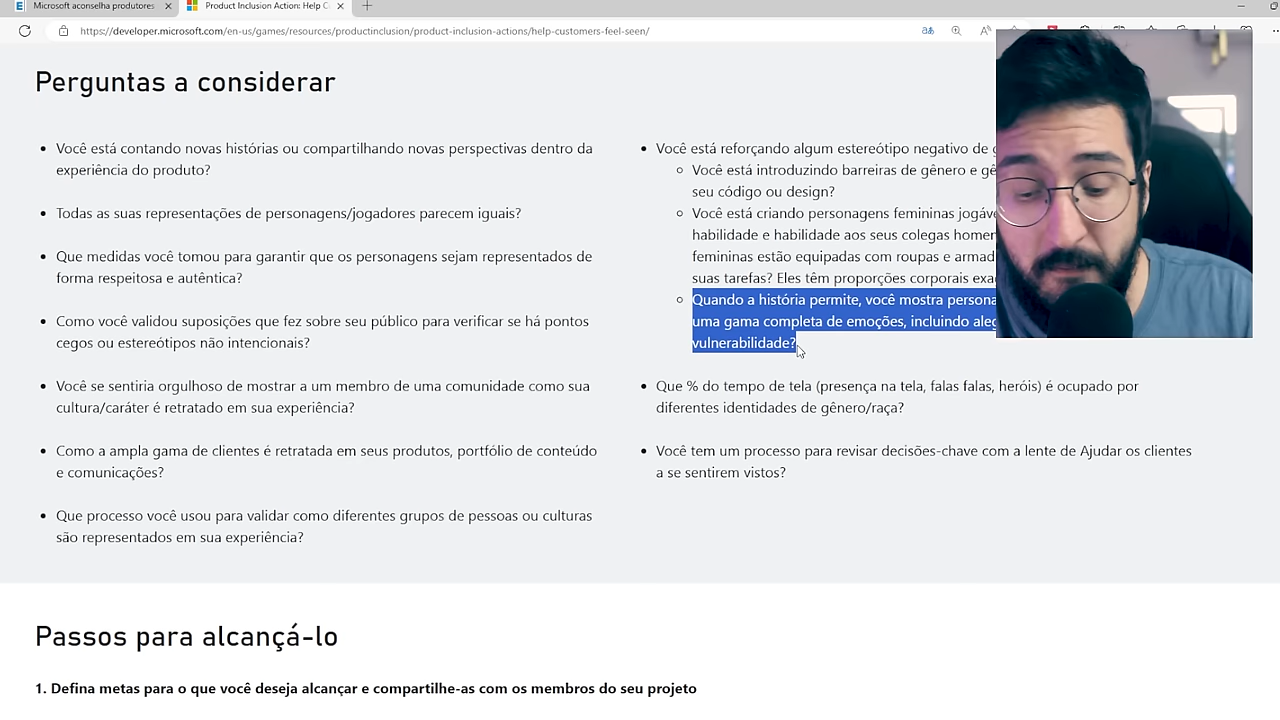 Microsoft aconselha produtores
Product Inclusion Action: Help C
https://developer.microsoft.com/en-us/games/resources/productinclusion/product-inclusion-actions/help-customers-feel-seen/
Perguntas a considerar
Você está contando novas histórias ou compartilhando novas perspectivas dentro da
experiência do produto?
Todas as suas representações de personagens/jogadores parecem iguais?
Que medidas você tomou para garantir que os personagens sejam representados de
forma respeitosa e autêntica?
Como você validou suposições que fez sobre seu público para verificar se há pontos
cegos ou estereótipos não intencionais?
Você se sentiria orgulhoso de mostrar a um membro de uma comunidade como sua
cultura/caráter é retratado em sua experiência?
Como a ampla gama de clientes é retratada em seus produtos, portfólio de conteúdo
e comunicações?
Que processo você usou para validar como diferentes grupos de pessoas ou culturas
são representados em sua experiência?
Você está reforçando algum estereótipo negativo de
Você está introduzindo barreiras de gênero e
seu código ou design?
Você está criando personagens femininas
habilidade e habilidade aos seus colegas
femininas estão equipadas com roupas e
suas tarefas? Eles têm proporções corporais
Quando a história permite, você mostra
uma gama completa de emoções, incluindo
vulnerabilidade?
Que % do tempo de tela (presença na tela, falas falas, heróis) é ocupado por
diferentes identidades de gênero/raça?
Você tem um processo para revisar decisões-chave com a lente de Ajudar os clientes
a se sentirem vistos?
Passos para alcançá-lo
1. Defina metas para o que você deseja alcançar e compartilhe-as com os membros do seu projeto